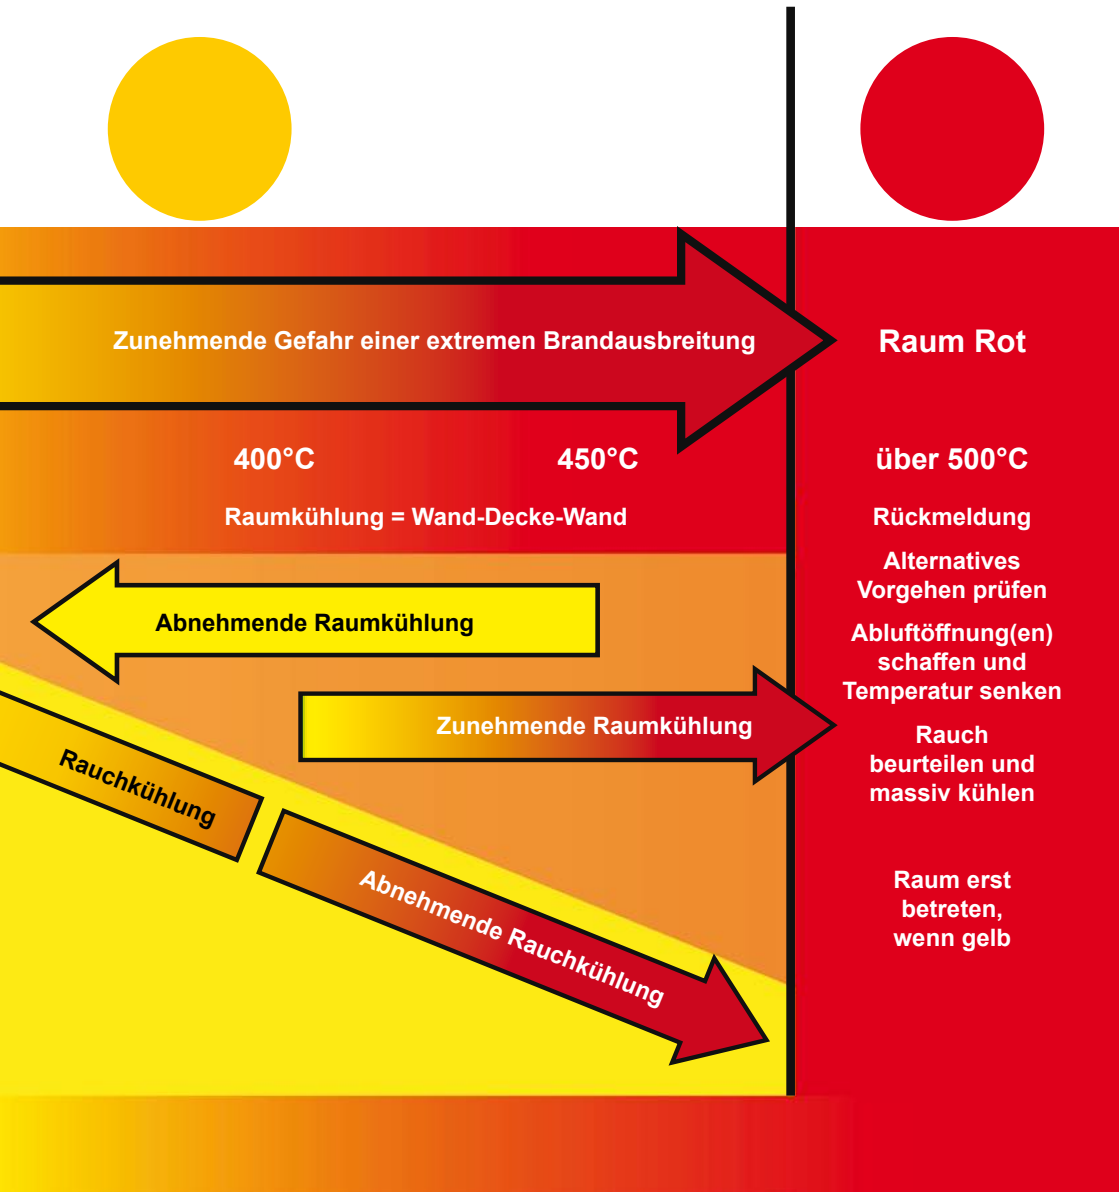 Zunehmende Gefahr einer extremen Brandausbreitung
Raum Rot
400°C
450°C
über 500°C
Raumkühlung = Wand-Decke-Wand
Rückmeldung
Alternatives
Vorgehen prüfen
Abnehmende Raumkühlung
Abluftöffnung(en)
schaffen und
Temperatur senken
Zunehmende Raumkühlung
Rauch
beurteilen und
massiv kühlen
Rauchkühlung
Abnehmende Rauchkühlung
Raum erst
betreten,
wenn gelb